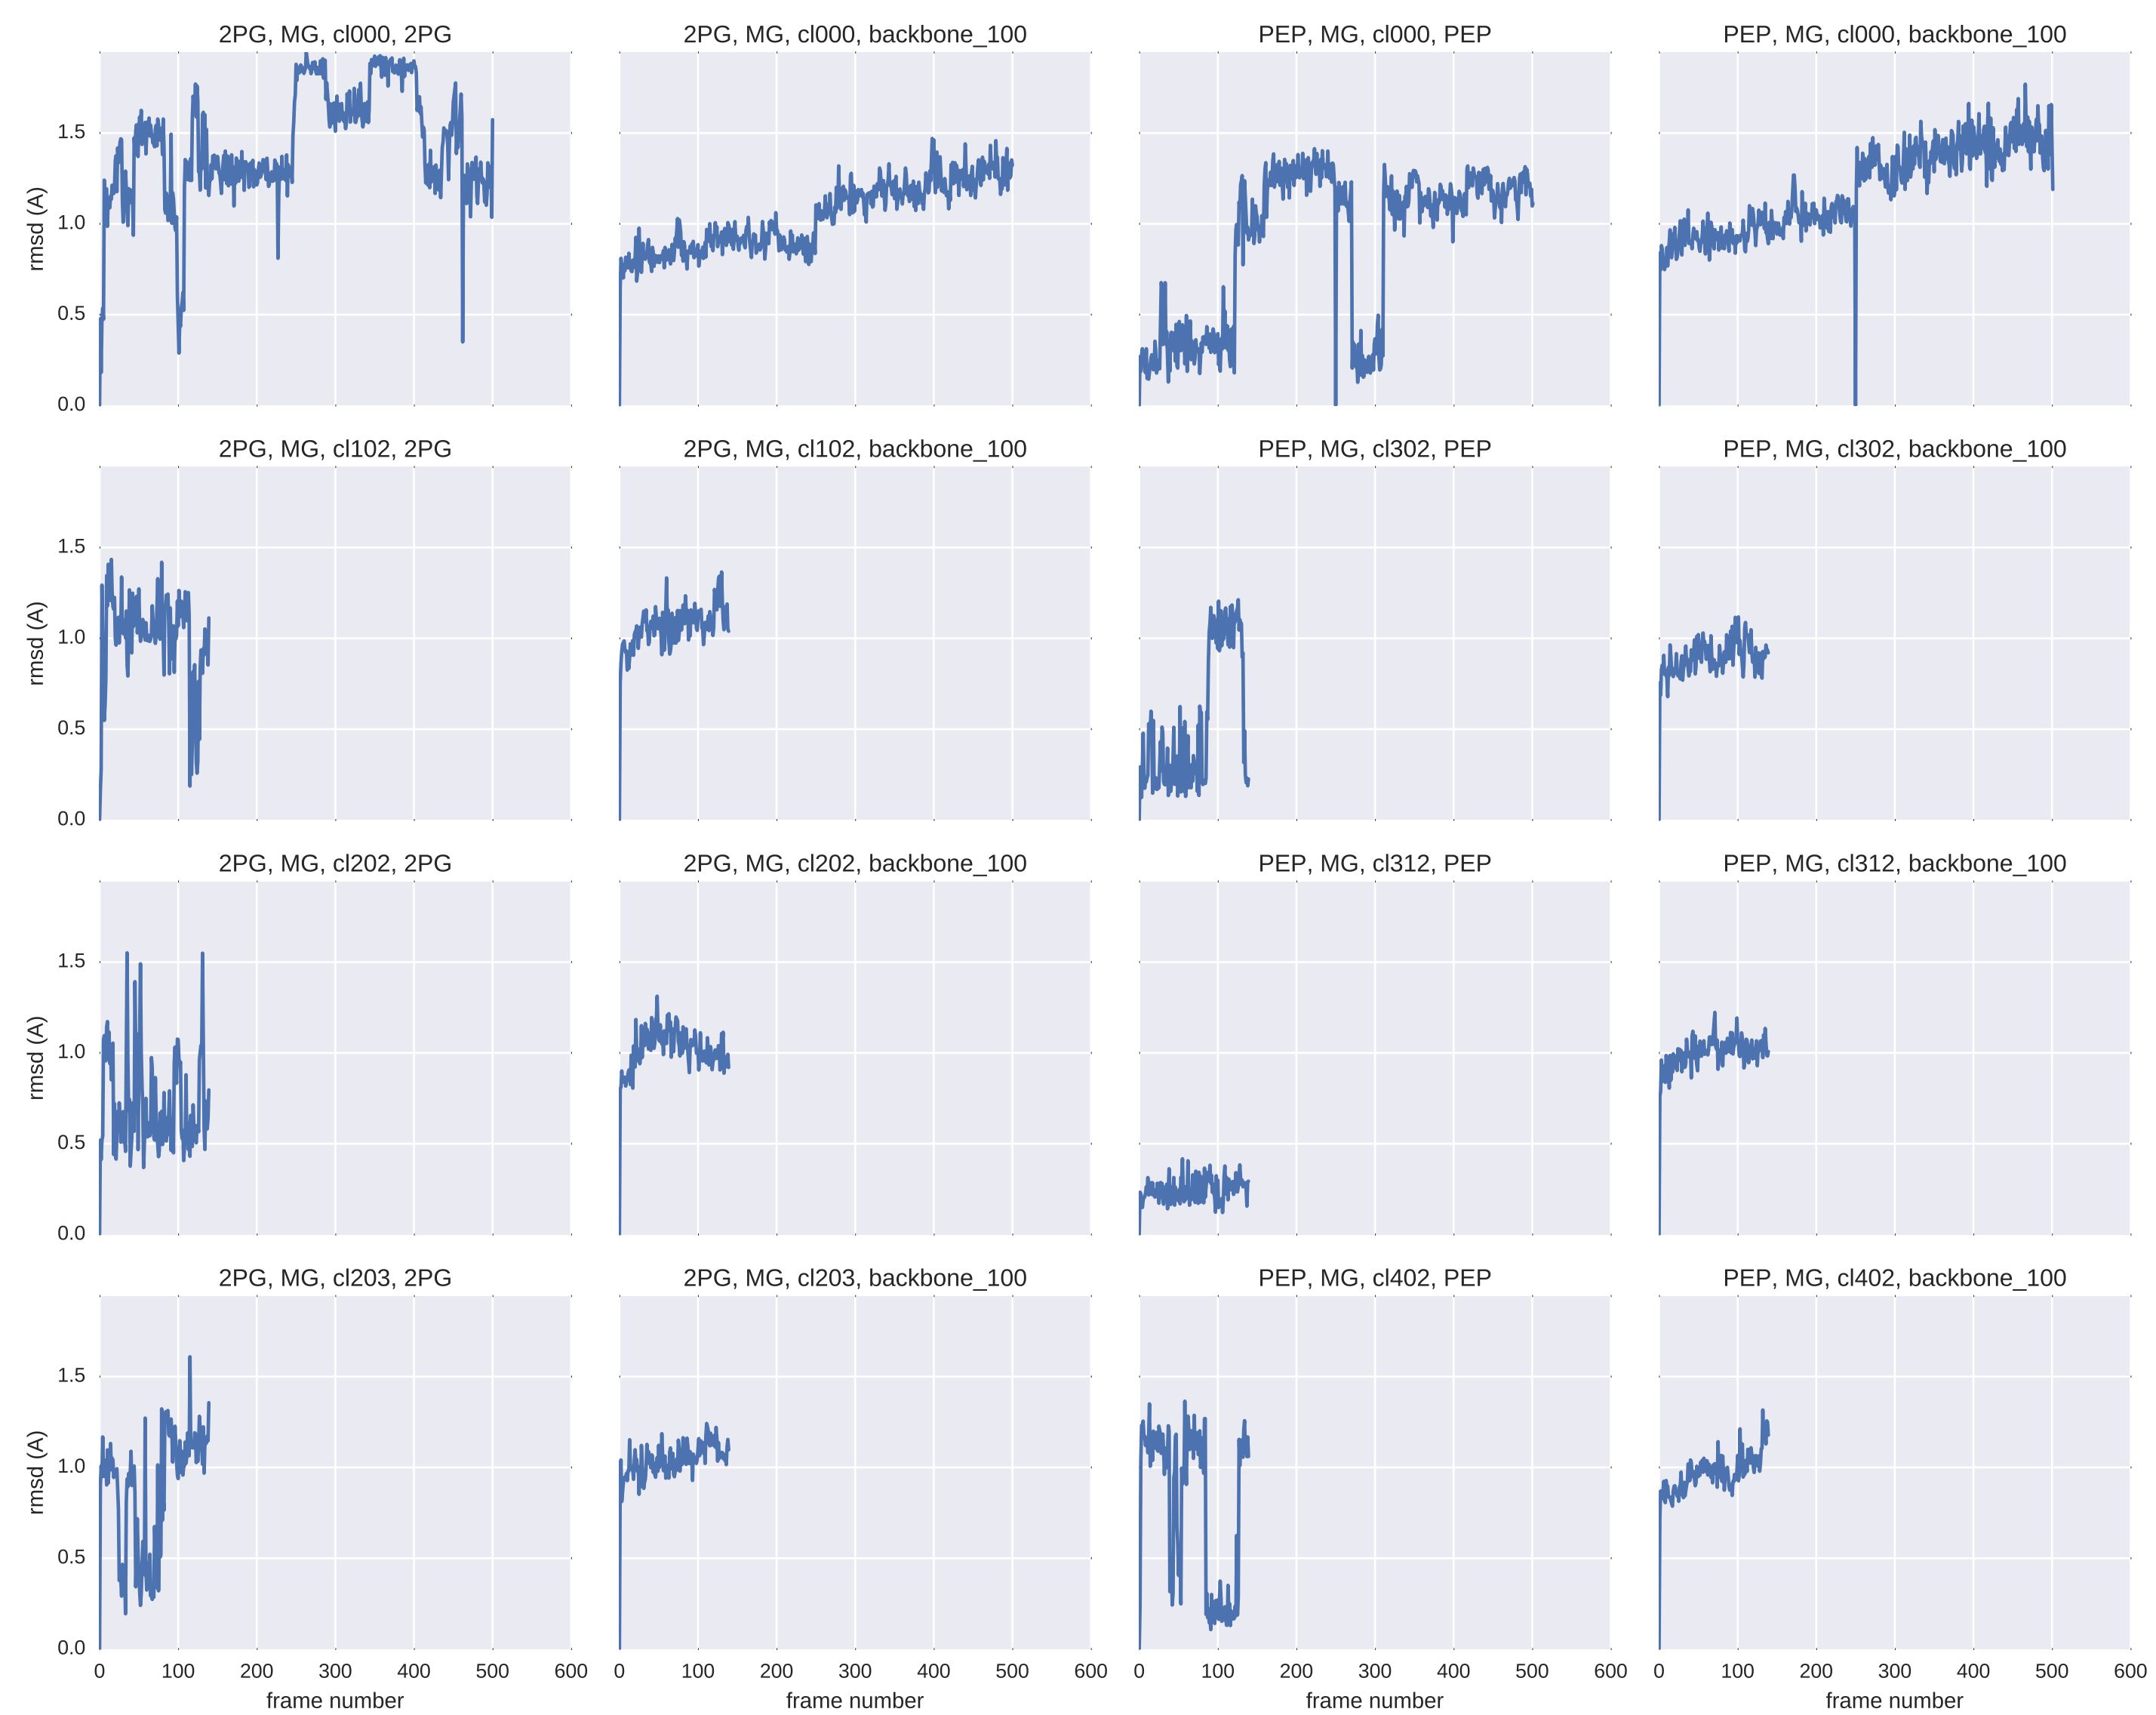 2PG, MG, cl000, 2PG
2PG, MG, cl000, backbone_100
PEP, MG, cl000, PEP
PEP, MG, cl000, backbone_100
1.5
1.0
0.5
0.0
rmsd (A)
2PG, MG, cl102, 2PG
2PG, MG, cl102, backbone_100
PEP, MG, cl302, PEP
PEP, MG, cl302, backbone_100
1.5
1.0
0.5
0.0
rmsd (A)
2PG, MG, cl202, 2PG
2PG, MG, cl202, backbone_100
PEP, MG, cl312, PEP
PEP, MG, cl312, backbone_100
1.5
1.0
0.5
0.0
rmsd (A)
2PG, MG, cl203, 2PG
2PG, MG, cl203, backbone_100
PEP, MG, cl402, PEP
PEP, MG, cl402, backbone_100
1.5
1.0
0.5
0.0
rmsd (A)
0 100 200 300 400 500 600
0 100 200 300 400 500 600
0 100 200 300 400 500 600
0 100 200 300 400 500 600
frame number
frame number
frame number
frame number